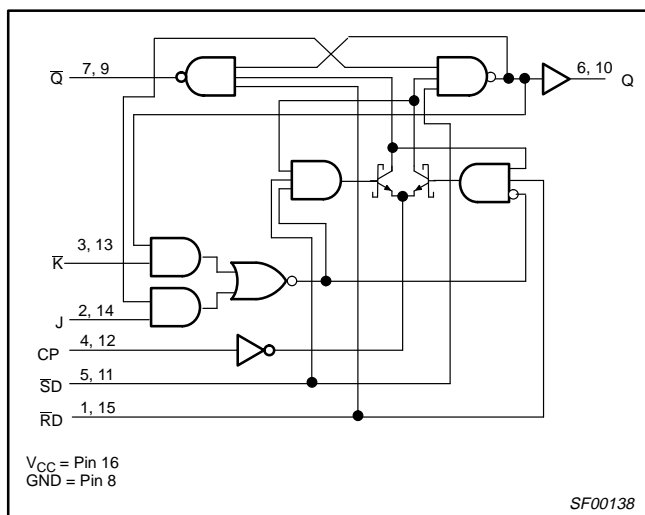 Q̅ 7, 9
6, 10 Q
K̅ 3, 13
J 2, 14
CP 4, 12
S̅D 5, 11
R̅D 1, 15
VCC = Pin 16
GND = Pin 8
SF00138